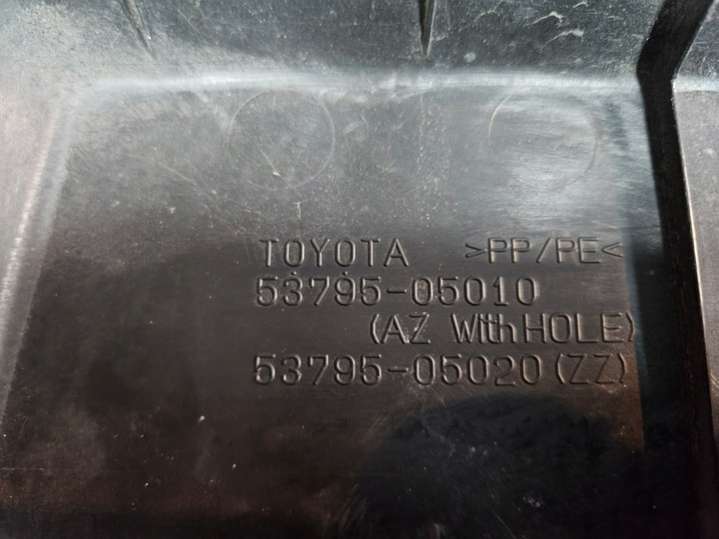 TOYOTA >PP/PE<
53795-05010
(AZ With HOLE)
53795-05020(ZZ)